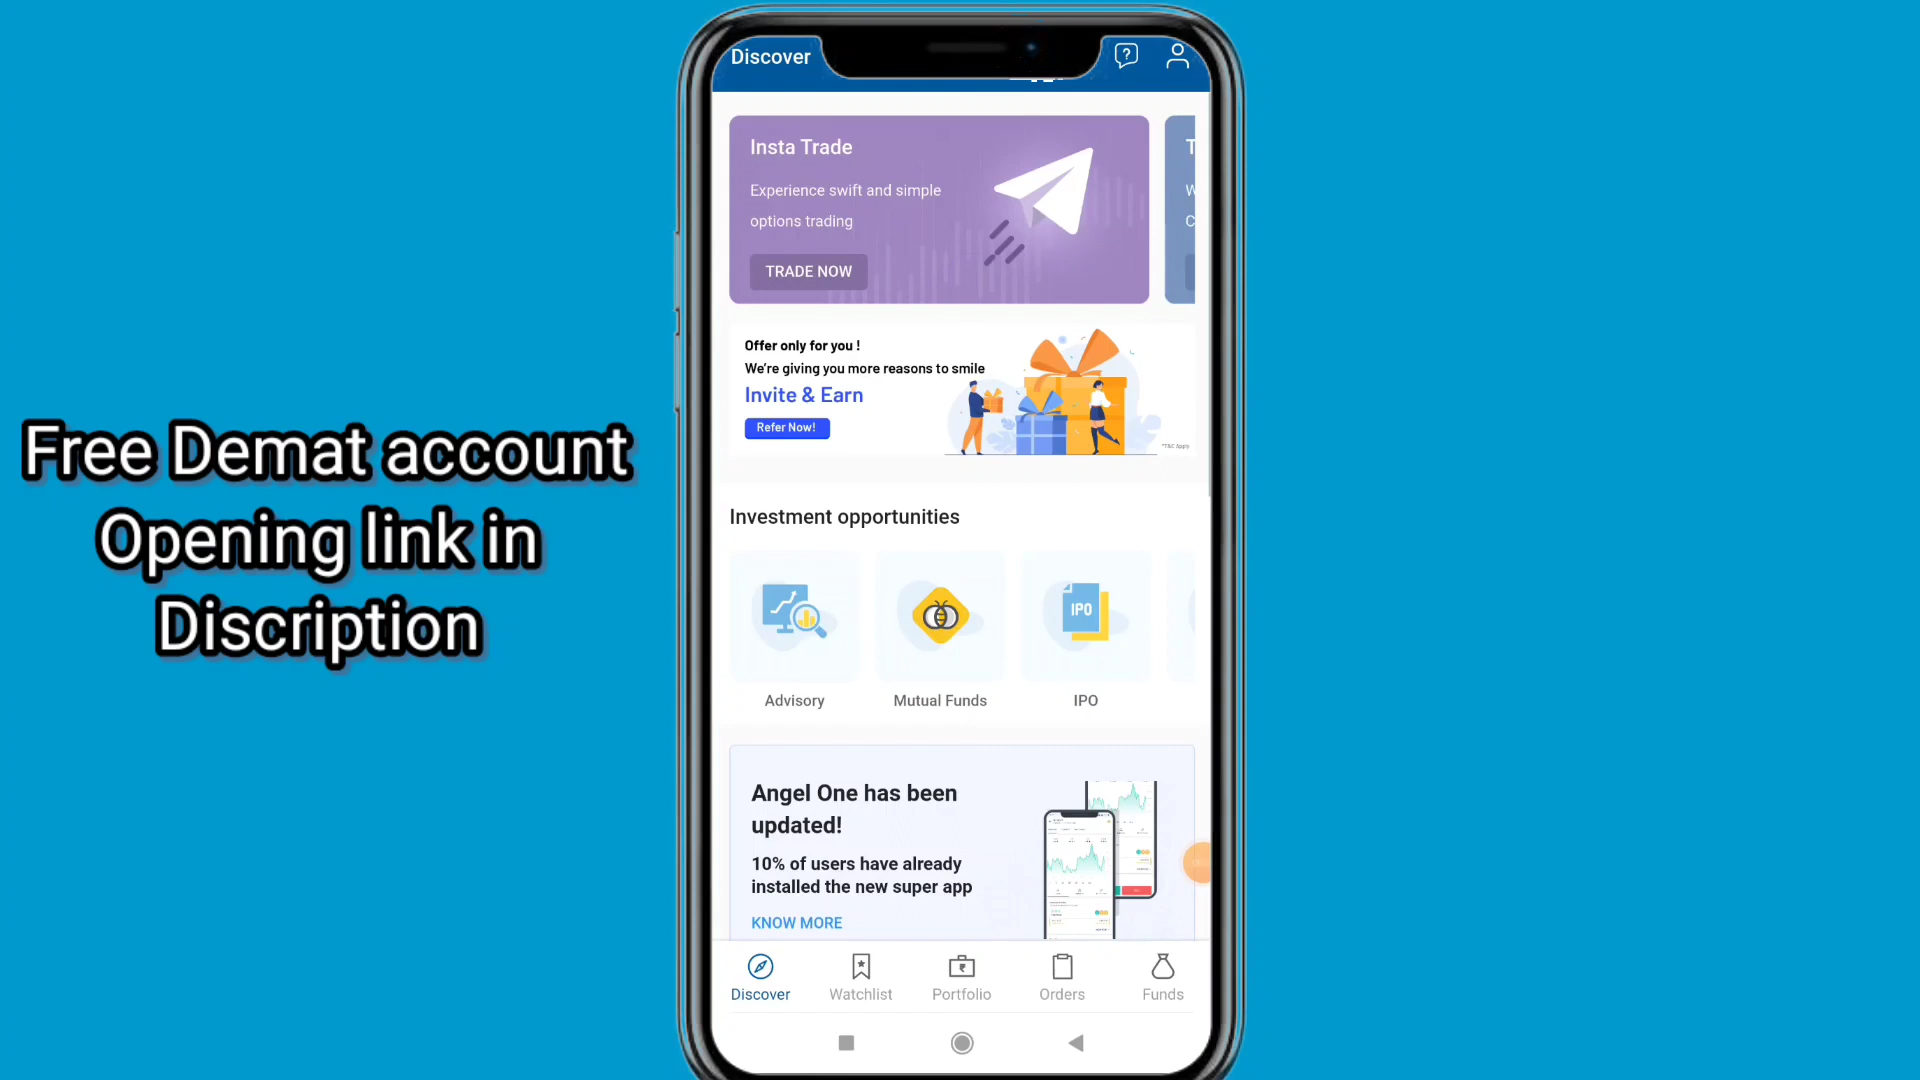 Free Demat account
Opening link in
Discription
Discover
Insta Trade
Experience swift and simple
options trading
TRADE NOW
T
W
C
Offer only for you !
We're giving you more reasons to smile
Invite & Earn
Refer Now!
*T&C Apply
Investment opportunities
IPO
Advisory
Mutual Funds
IPO
Angel One has been
updated!
10% of users have already
installed the new super app
KNOW MORE
Discover
Watchlist
Portfolio
Orders
Funds